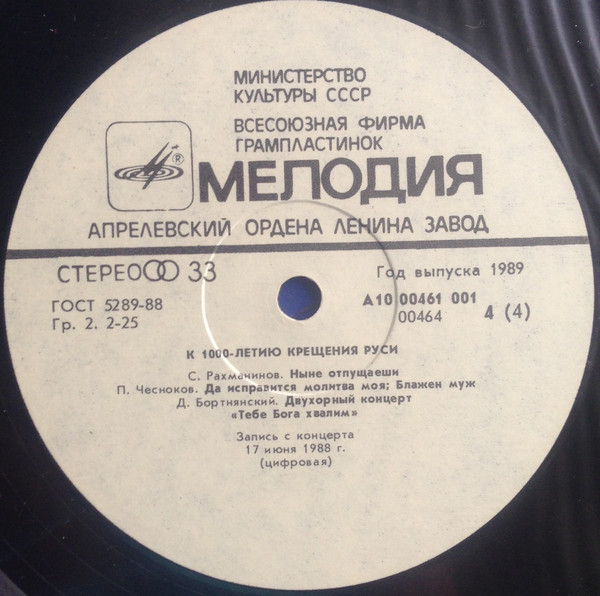 МИНИСТЕРСТВО
КУЛЬТУРЫ СССР
ВСЕСОЮЗНАЯ ФИРМА
ГРАМПЛАСТИНОК
® МЕЛОДИЯ
АПРЕЛЕВСКИЙ ОРДЕНА ЛЕНИНА ЗАВОД
СТЕРЕО 33
Год выпуска 1989
ГОСТ 5289-88
Гр. 2. 2-25
А10 00461 001
00464 4 (4)
К 1000-ЛЕТИЮ КРЕЩЕНИЯ РУСИ
С. Рахманинов. Ныне отпущаеши
П. Чесноков. Да исправится молитва моя; Блажен муж
Д. Бортнянский. Двухорный концерт
«Тебе Бога хвалим»
Запись с концерта
17 июня 1988 г.
(цифровая)